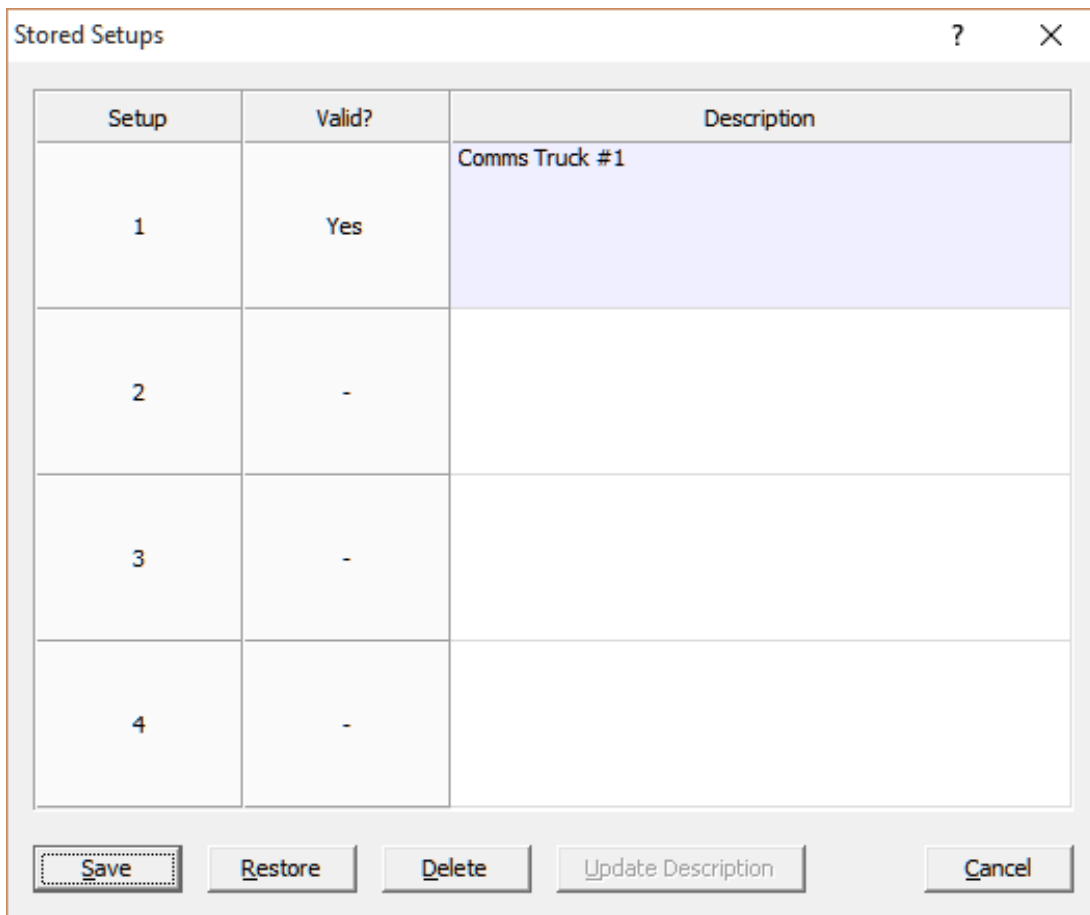 Stored Setups ?
Setup Valid? Description
1 Yes Comms Truck #1
2 -
3 -
4 -
Save Restore Delete Update Description Cancel